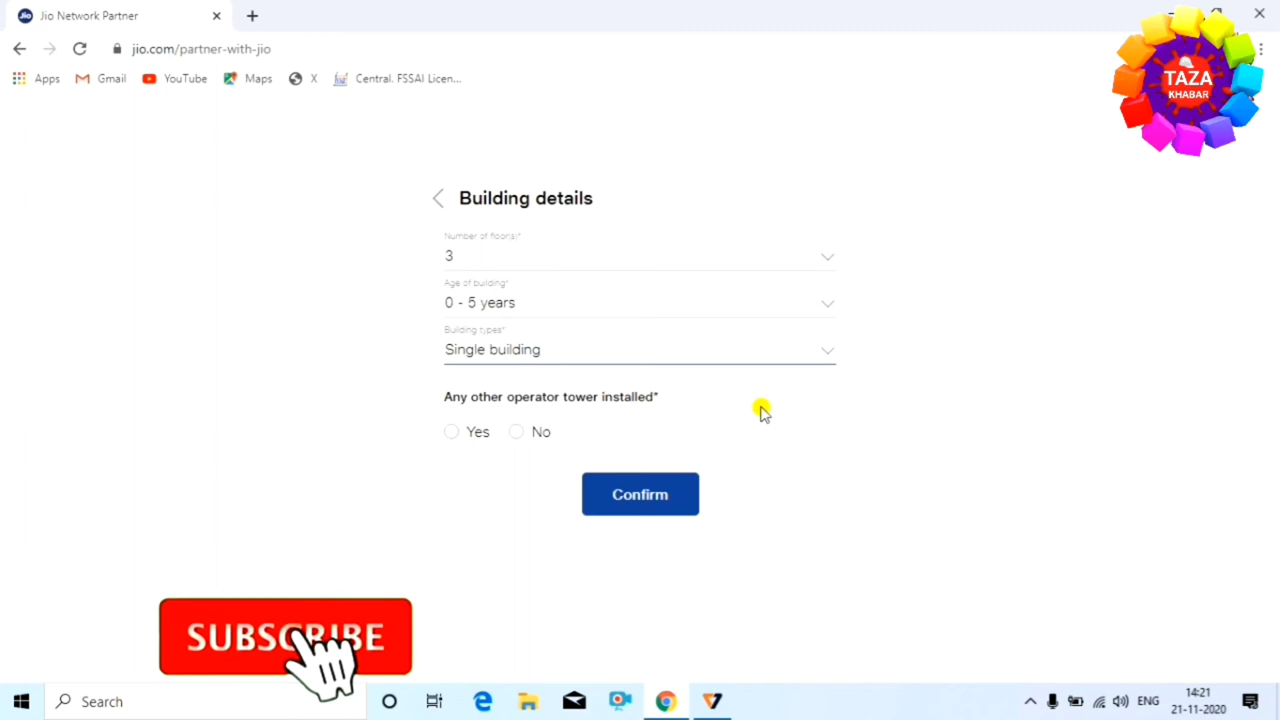 Jio
Jio Network Partner
jio.com/partner-with-jio
Apps
Gmail
YouTube
Maps
X
Central. FSSAI Licen...
TAZA
KHABAR
Building details
Number of floor(s)*
3
Age of building*
0 - 5 years
Building types*
Single building
Any other operator tower installed*
Yes
No
Confirm
SUBSCRIBE
Search
ENG
14:21
21-11-2020